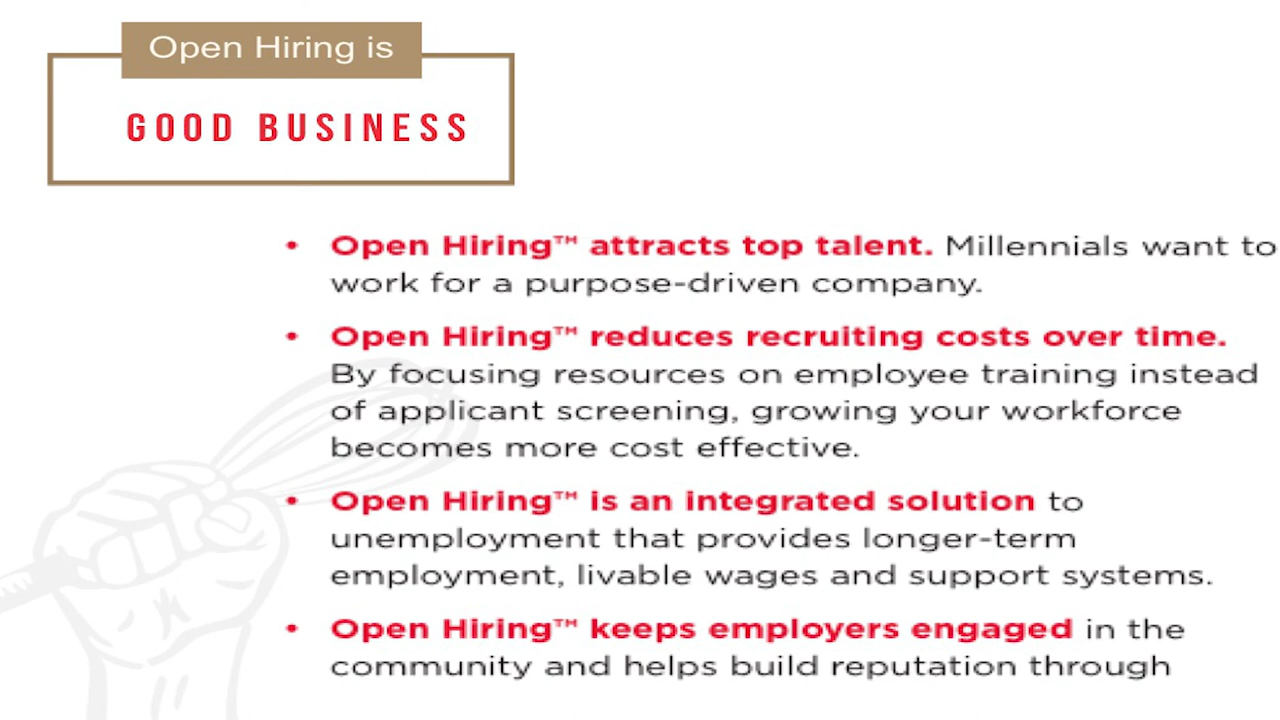 Open Hiring is
GOOD BUSINESS
• Open Hiring™ attracts top talent. Millennials want to
work for a purpose-driven company.
• Open Hiring™ reduces recruiting costs over time.
By focusing resources on employee training instead
of applicant screening, growing your workforce
becomes more cost effective.
• Open Hiring™ is an integrated solution to
unemployment that provides longer-term
employment, livable wages and support systems.
• Open Hiring™ keeps employers engaged in the
community and helps build reputation through